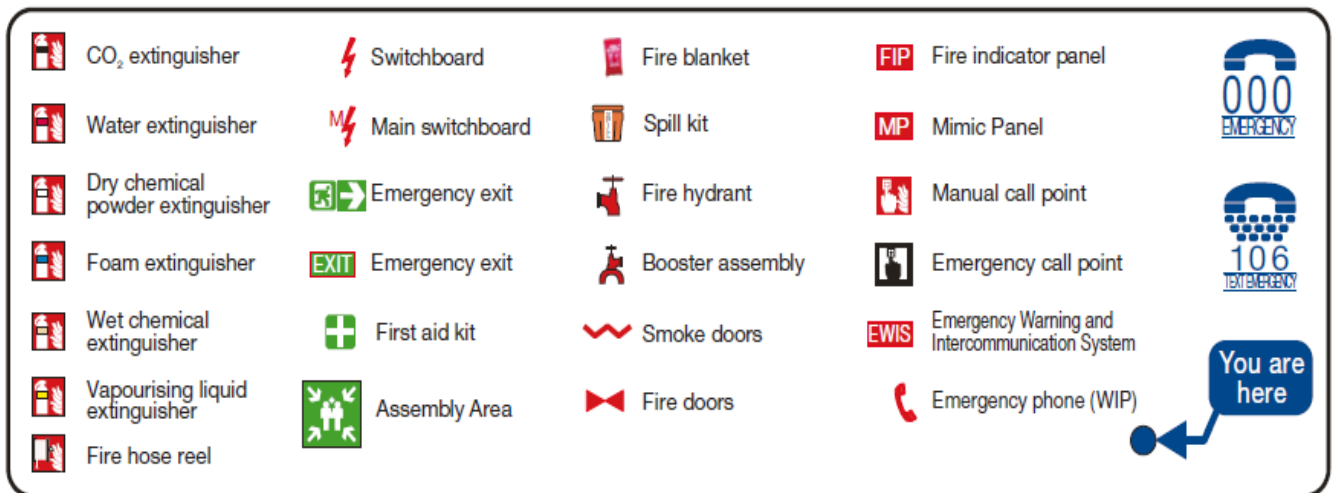 CO₂ extinguisher
Water extinguisher
Dry chemical
powder extinguisher
Foam extinguisher
Wet chemical
extinguisher
Vapourising liquid
extinguisher
Fire hose reel
Switchboard
M
Main switchboard
Emergency exit
EXIT
Emergency exit
First aid kit
Assembly Area
Fire blanket
Spill kit
Fire hydrant
Booster assembly
Smoke doors
Fire doors
FIP
Fire indicator panel
MP
Mimic Panel
Manual call point
Emergency call point
EWIS
Emergency Warning and
Intercommunication System
Emergency phone (WIP)
000
EMERGENCY
106
TEXT EMERGENCY
You are
here